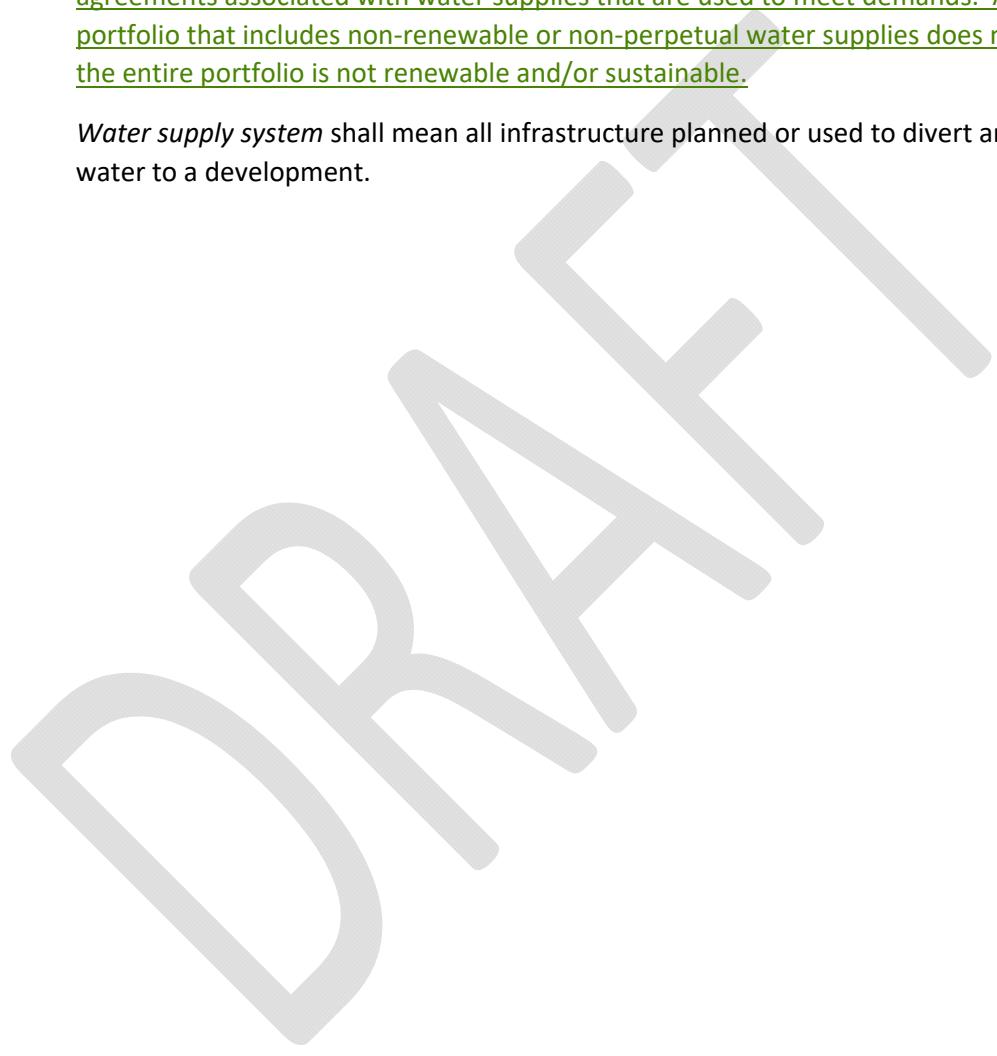 agreements associated with water supplies that are used to meet demands.
portfolio that includes non-renewable or non-perpetual water supplies does
the entire portfolio is not renewable and/or sustainable.
Water supply system shall mean all infrastructure planned or used to divert
water to a development.
DRAFT